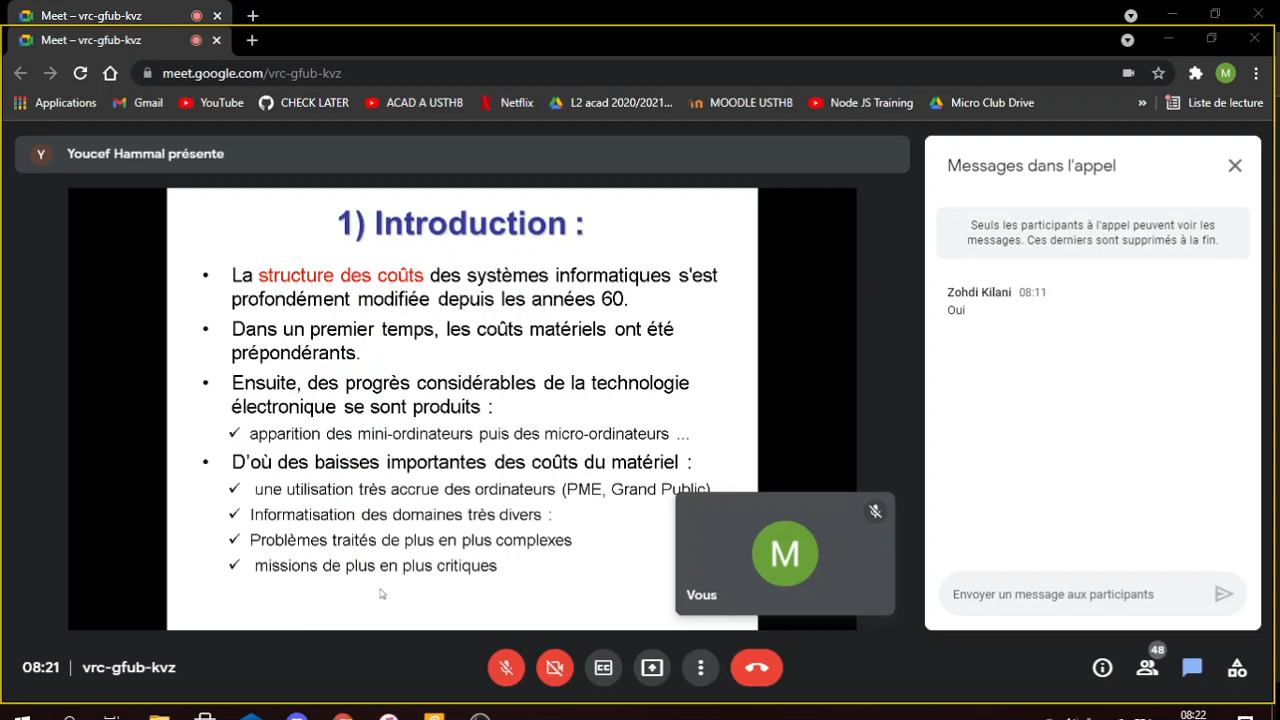 Meet – vrc-gfub-kvz
Meet – vrc-gfub-kvz
meet.google.com/vrc-gfub-kvz
M
Applications Gmail YouTube CHECK LATER ACAD A USTHB Netflix L2 acad 2020/2021... MOODLE USTHB Node JS Training Micro Club Drive » Liste de lecture
Y Youcef Hammal présente
1) Introduction :
• La structure des coûts des systèmes informatiques s'est
profondément modifiée depuis les années 60.
• Dans un premier temps, les coûts matériels ont été
prépondérants.
• Ensuite, des progrès considérables de la technologie
électronique se sont produits :
✓ apparition des mini-ordinateurs puis des micro-ordinateurs ...
• D'où des baisses importantes des coûts du matériel :
✓ une utilisation très accrue des ordinateurs (PME, Grand Public)
✓ Informatisation des domaines très divers :
✓ Problèmes traités de plus en plus complexes
✓ missions de plus en plus critiques
M
Vous
Messages dans l'appel
Seuls les participants à l'appel peuvent voir les
messages. Ces derniers sont supprimés à la fin.
Zohdi Kilani 08:11
Oui
Envoyer un message aux participants
08:21 | vrc-gfub-kvz
48
08:22